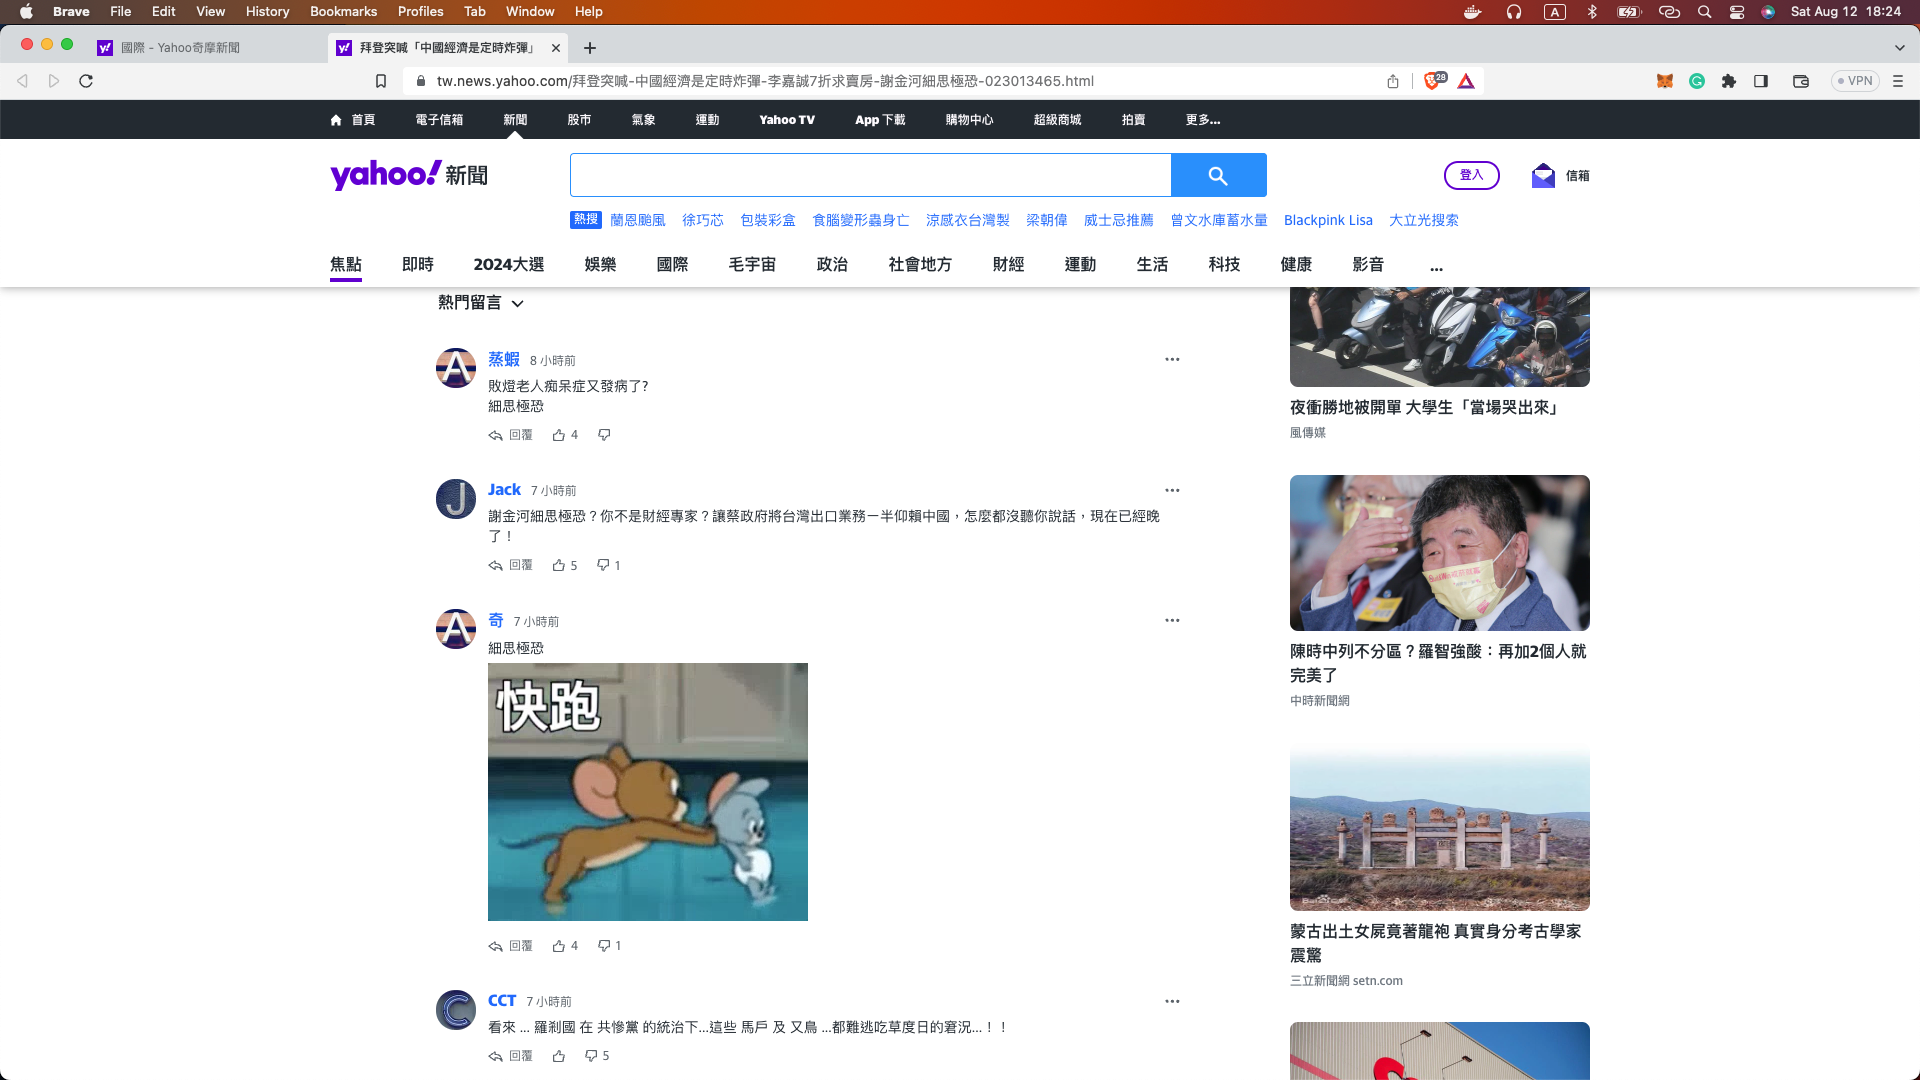 Brave File Edit View History Bookmarks Profiles Tab Window Help A Sat Aug 12 18:24
國際 - Yahoo奇摩新聞
拜登突喊「中國經濟是定時炸彈」
tw.news.yahoo.com/拜登突喊-中國經濟是定時炸彈-李嘉誠7折求賣房-謝金河細思極恐-023013465.html
28
VPN
首頁 電子信箱 新聞 股市 氣象 運動 Yahoo TV App 下載 購物中心 超級商城 拍賣 更多...
yahoo! 新聞
登入
信箱
熱搜 蘭恩颱風 徐巧芯 包裝彩盒 食腦變形蟲身亡 涼感衣台灣製 梁朝偉 威士忌推薦 曾文水庫蓄水量 Blackpink Lisa 大立光搜索
焦點 即時 2024大選 娛樂 國際 毛宇宙 政治 社會地方 財經 運動 生活 科技 健康 影音 ...
熱門留言
A
蒸蝦 8 小時前
敗燈老人痴呆症又發病了?
細思極恐
回覆 4
J
Jack 7 小時前
謝金河細思極恐？你不是財經專家？讓蔡政府將台灣出口業務ㄧ半仰賴中國，怎麼都沒聽你說話，現在已經晚
了！
回覆 5 1
A
奇 7 小時前
細思極恐
快跑
回覆 4 1
C
CCT 7 小時前
看來 ... 羅剎國 在 共慘黨 的統治下...這些 馬戶 及 又鳥 ...都難逃吃草度日的窘況...！！
回覆 5
夜衝勝地被開單 大學生「當場哭出來」
風傳媒
陳時中列不分區？羅智強酸：再加2個人就
完美了
中時新聞網
蒙古出土女屍竟著龍袍 真實身分考古學家
震驚
三立新聞網 setn.com